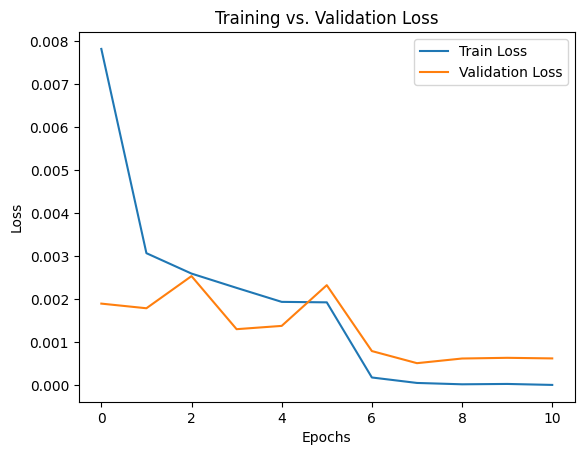 Training vs. Validation Loss
Train Loss
Validation Loss
0.008
0.007
0.006
0.005
0.004
0.003
0.002
0.001
0.000
Loss
0 2 4 6 8 10
Epochs